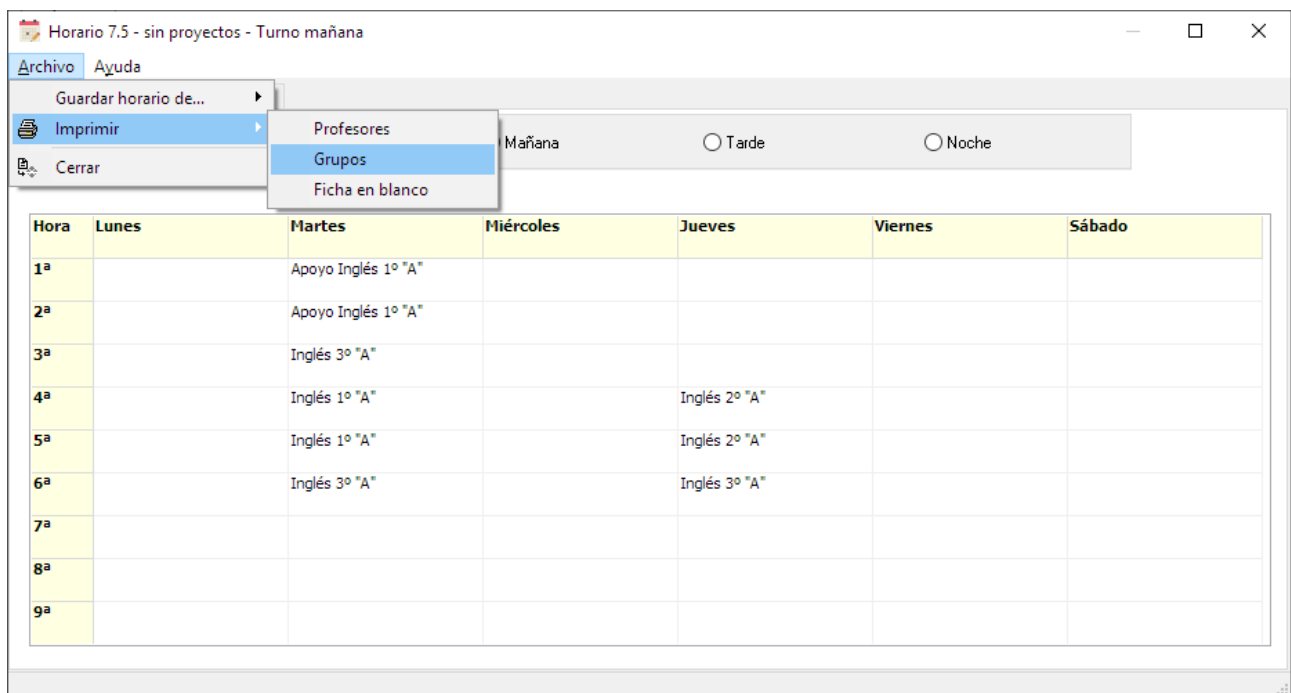 Horario 7.5 - sin proyectos - Turno mañana
Archivo Ayuda
Guardar horario de...
Imprimir
Cerrar
Profesores
Grupos
Ficha en blanco
Mañana Tarde Noche
Hora Lunes Martes Miércoles Jueves Viernes Sábado
1ª Apoyo Inglés 1º "A"
2ª Apoyo Inglés 1º "A"
3ª Inglés 3º "A"
4ª Inglés 1º "A" Inglés 2º "A"
5ª Inglés 1º "A" Inglés 2º "A"
6ª Inglés 3º "A" Inglés 3º "A"
7ª
8ª
9ª